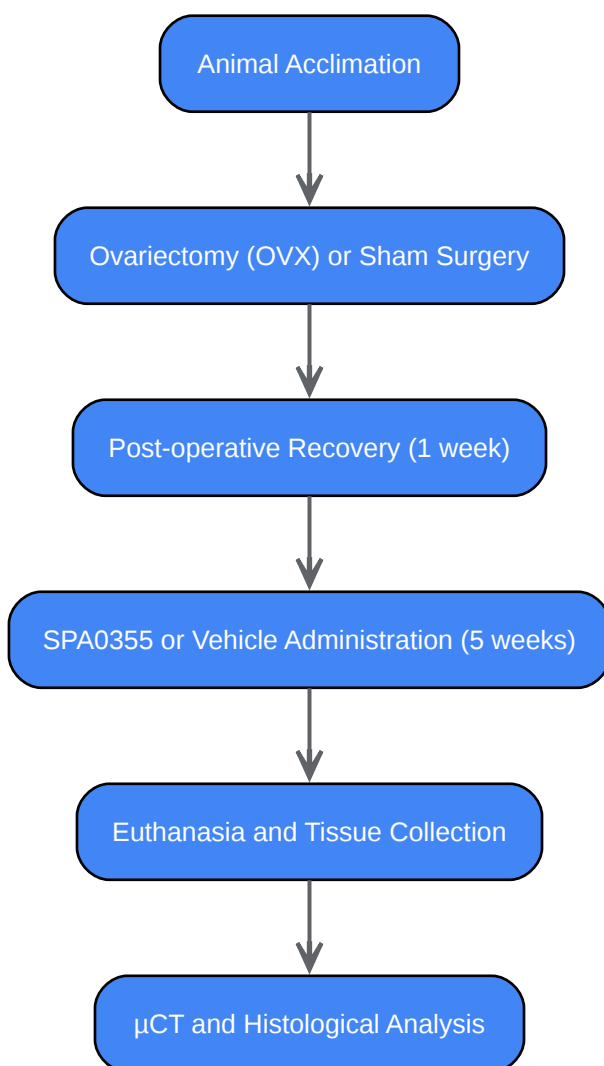 Animal Acclimation
Ovariectomy (OVX) or Sham Surgery
Post-operative Recovery (1 week)
SPA0355 or Vehicle Administration (5 weeks)
Euthanasia and Tissue Collection
µCT and Histological Analysis